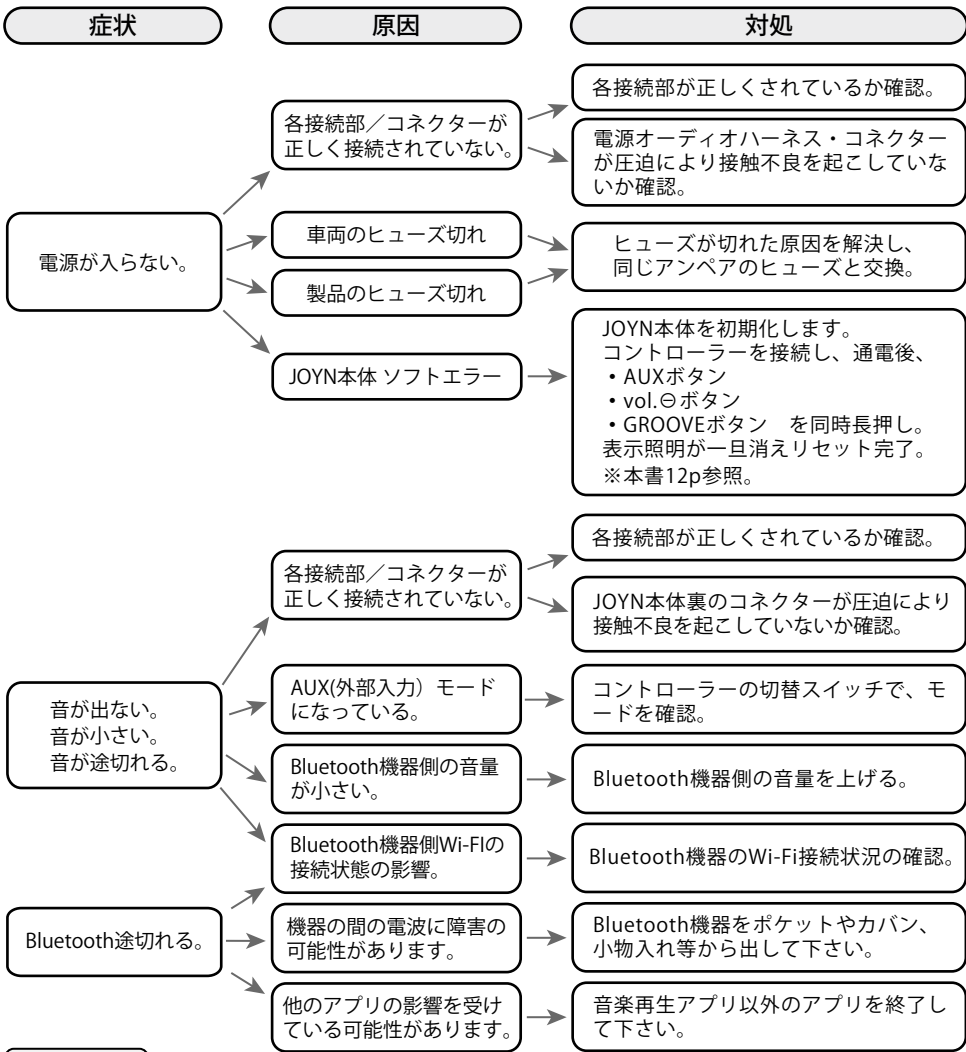 症状
原因
対処
電源が入らない。
各接続部／コネクターが
正しく接続されていない。
各接続部が正しくされているか確認。
電源オーディオハーネス・コネクター
が圧迫により接触不良を起こしていな
いか確認。
車両のヒューズ切れ
製品のヒューズ切れ
ヒューズが切れた原因を解決し、
同じアンペアのヒューズと交換。
JOYN本体 ソフトエラー
JOYN本体を初期化します。
コントローラーを接続し、通電後、
・AUXボタン
・vol.⊖ボタン
・GROOVEボタン　を同時長押し。
表示照明が一旦消えリセット完了。
※本書12p参照。
音が出ない。
音が小さい。
音が途切れる。
各接続部／コネクターが
正しく接続されていない。
各接続部が正しくされているか確認。
JOYN本体裏のコネクターが圧迫により
接触不良を起こしていないか確認。
AUX(外部入力）モード
になっている。
コントローラーの切替スイッチで、モ
ードを確認。
Bluetooth機器側の音量
が小さい。
Bluetooth機器側の音量を上げる。
Bluetooth機器側Wi-FIの
接続状態の影響。
Bluetooth機器のWi-Fi接続状況の確認。
Bluetooth途切れる。
機器の間の電波に障害の
可能性があります。
Bluetooth機器をポケットやカバン、
小物入れ等から出して下さい。
他のアプリの影響を受け
ている可能性があります。
音楽再生アプリ以外のアプリを終了し
て下さい。